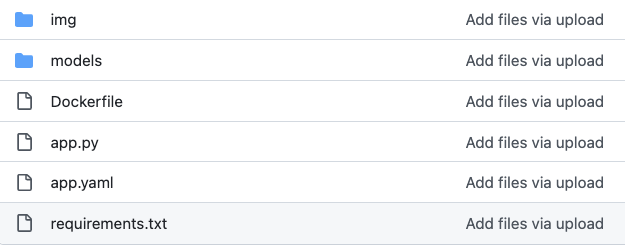 img Add files via upload
models Add files via upload
Dockerfile Add files via upload
app.py Add files via upload
app.yaml Add files via upload
requirements.txt Add files via upload